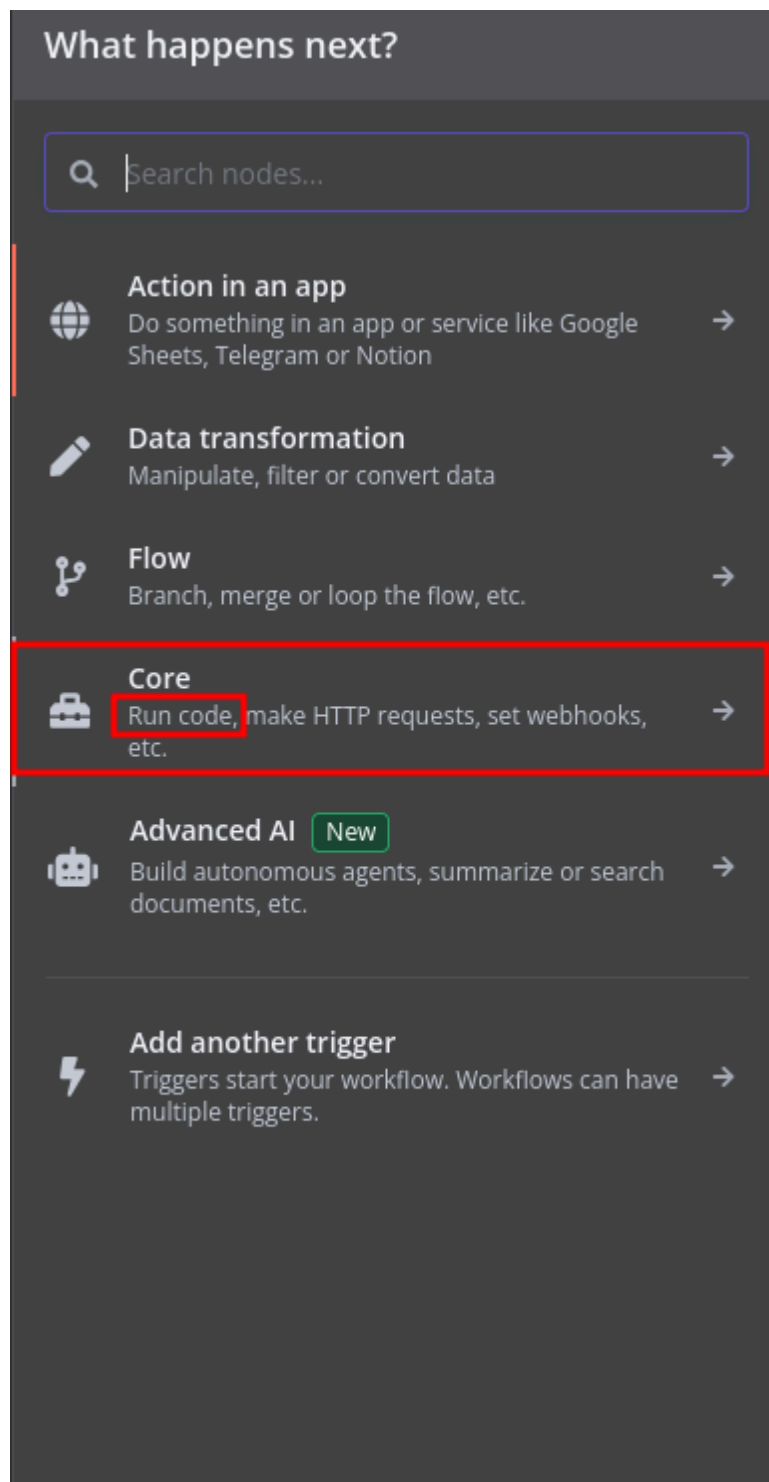 What happens next?
Search nodes...
Action in an app
Do something in an app or service like Google
Sheets, Telegram or Notion
Data transformation
Manipulate, filter or convert data
Flow
Branch, merge or loop the flow, etc.
Core
Run code, make HTTP requests, set webhooks,
etc.
Advanced AI New
Build autonomous agents, summarize or search
documents, etc.
Add another trigger
Triggers start your workflow. Workflows can have
multiple triggers.